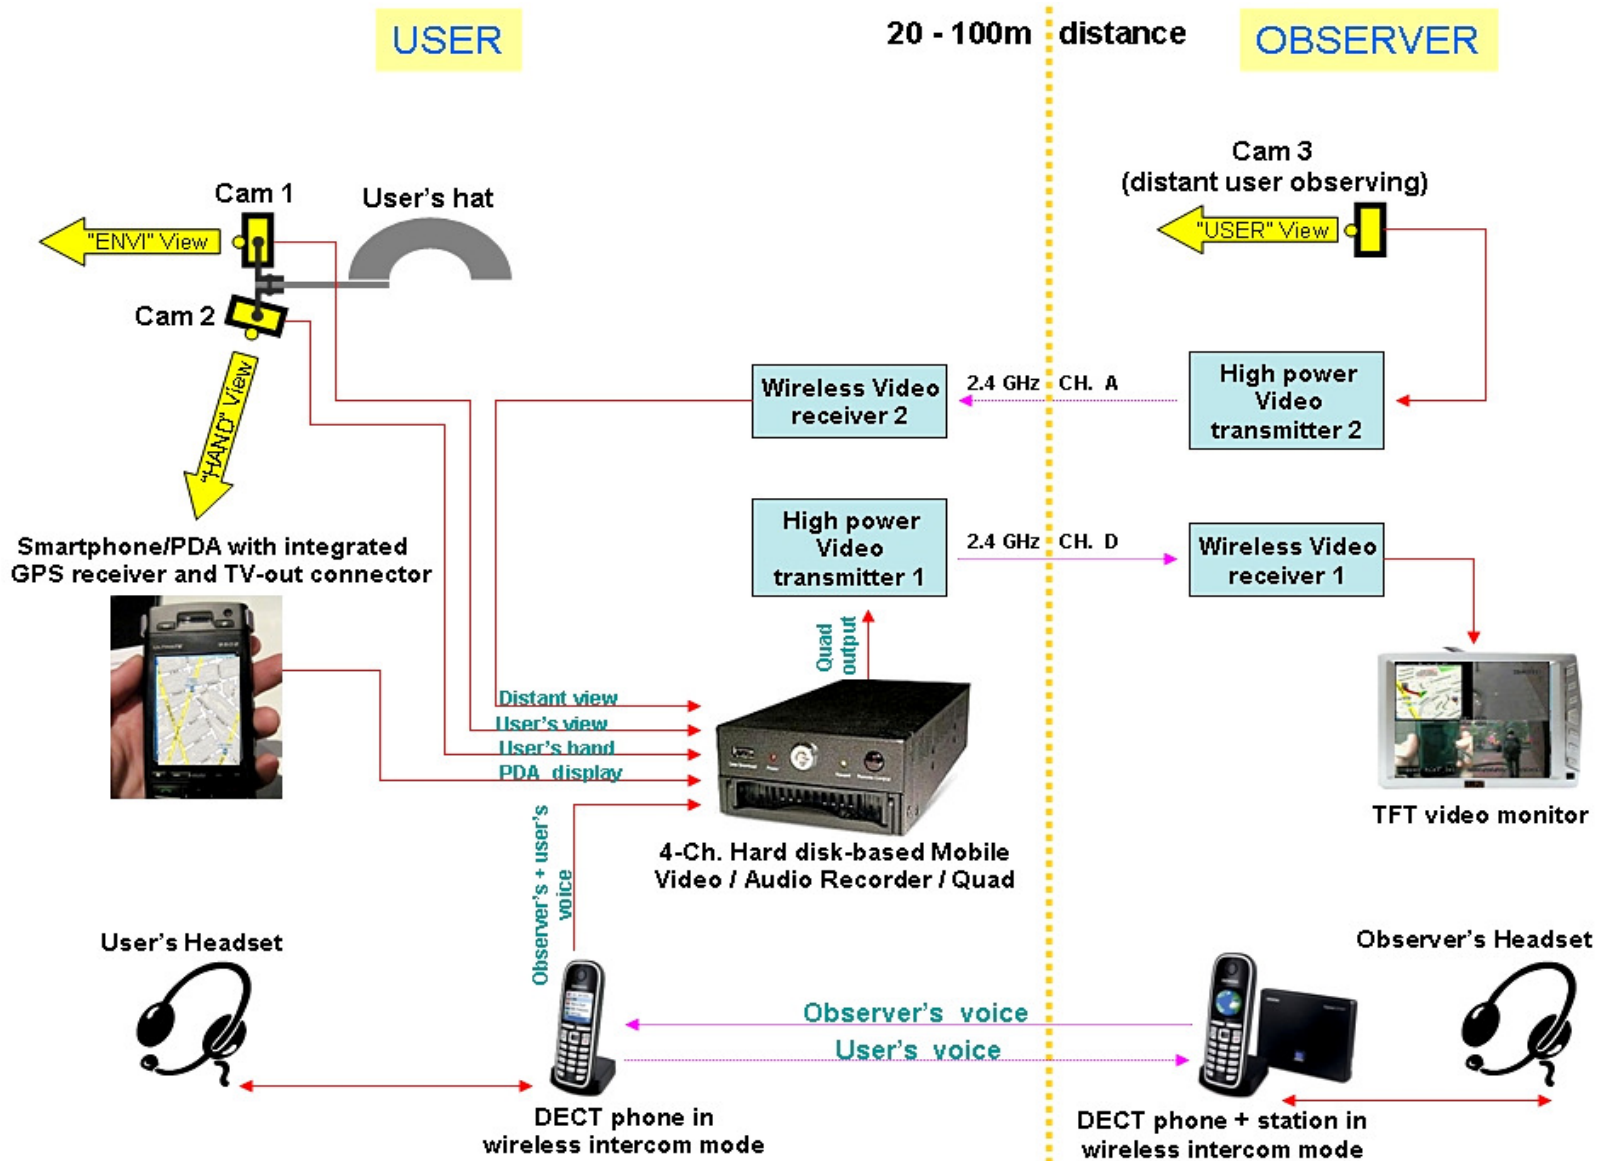 USER
20 - 100m distance
OBSERVER
Cam 1
User's hat
Cam 3
(distant user observing)
"ENVI" View
"USER" View
Cam 2
"HAND" View
Wireless Video
receiver 2
2.4 GHz CH. A
High power
Video
transmitter 2
Smartphone/PDA with integrated
GPS receiver and TV-out connector
High power
Video
transmitter 1
2.4 GHz CH. D
Wireless Video
receiver 1
Quad
output
Distant view
User's view
User's hand
PDA display
TFT video monitor
4-Ch. Hard disk-based Mobile
Video / Audio Recorder / Quad
Observer's + user's
voice
User's Headset
Observer's Headset
Observer's voice
User's voice
DECT phone in
wireless intercom mode
DECT phone + station in
wireless intercom mode